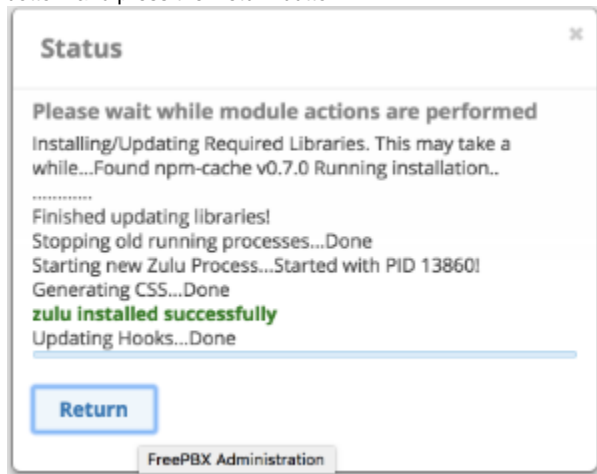 Status
×
Please wait while module actions are performed
Installing/Updating Required Libraries. This may take a
while...Found npm-cache v0.7.0 Running installation..
............
Finished updating libraries!
Stopping old running processes...Done
Starting new Zulu Process...Started with PID 13860!
Generating CSS...Done
zulu installed successfully
Updating Hooks...Done
Return
FreePBX Administration